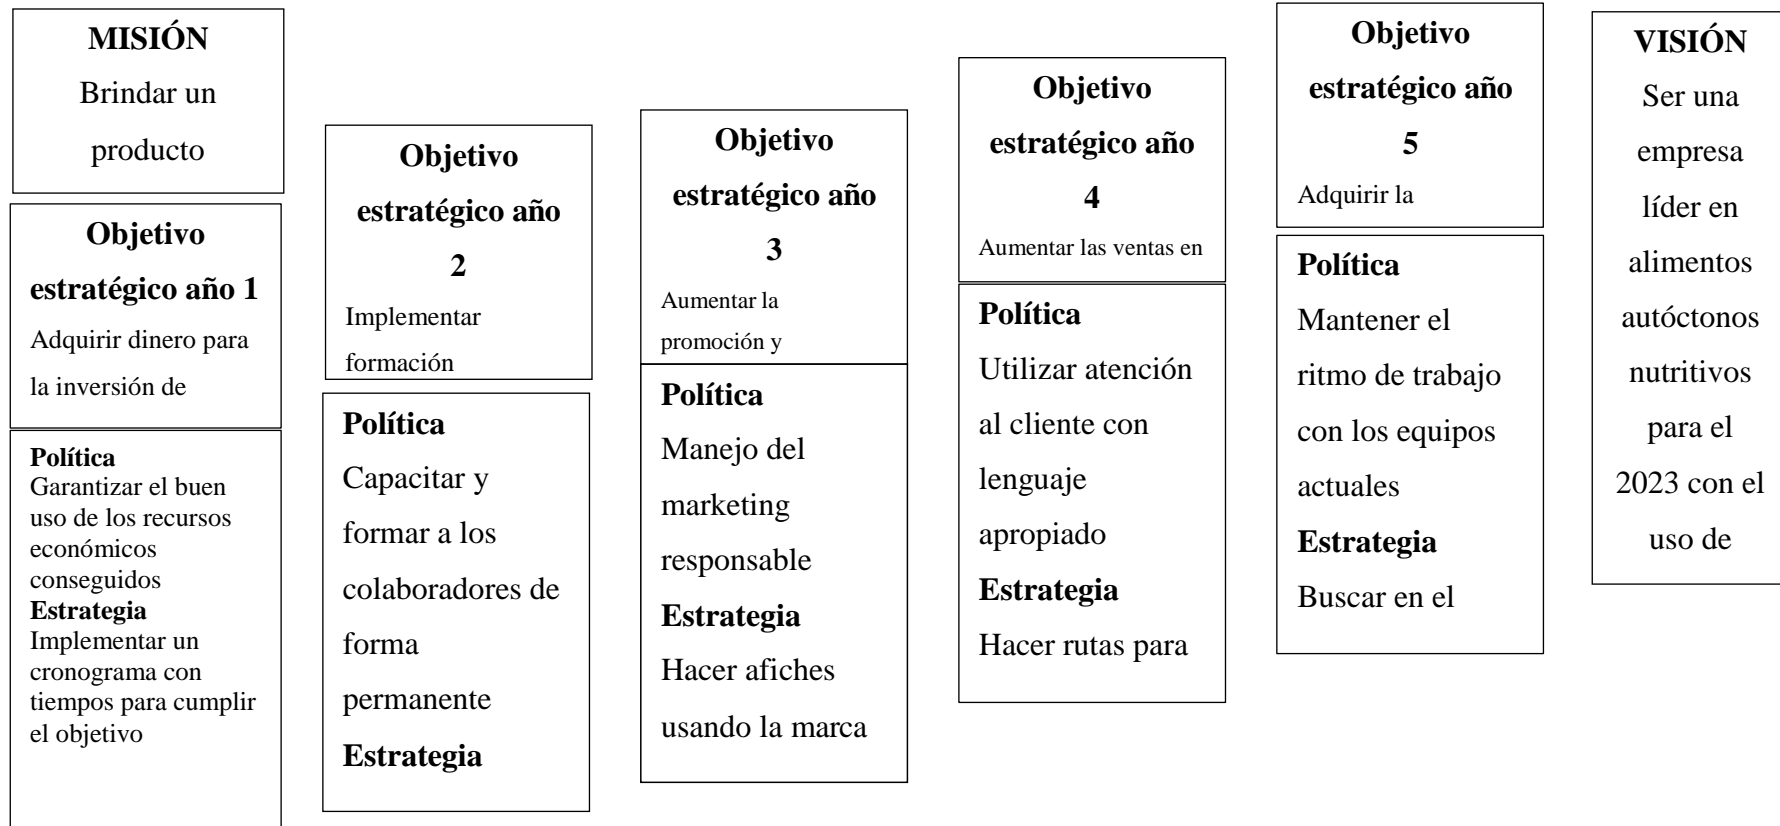 MISIÓN
Brindar un
producto
Objetivo
estratégico año 1
Adquirir dinero para
la inversión de
Política
Garantizar el buen
uso de los recursos
económicos
conseguidos
Estrategia
Implementar un
cronograma con
tiempos para cumplir
el objetivo
Objetivo
estratégico año
2
Implementar
formación
Política
Capacitar y
formar a los
colaboradores de
forma
permanente
Estrategia
Objetivo
estratégico año
3
Aumentar la
promoción y
Política
Manejo del
marketing
responsable
Estrategia
Hacer afiches
usando la marca
Objetivo
estratégico año
4
Aumentar las ventas en
Política
Utilizar atención
al cliente con
lenguaje
apropiado
Estrategia
Hacer rutas para
Objetivo
estratégico año
5
Adquirir la
Política
Mantener el
ritmo de trabajo
con los equipos
actuales
Estrategia
Buscar en el
VISIÓN
Ser una
empresa
líder en
alimentos
autóctonos
nutritivos
para el
2023 con el
uso de